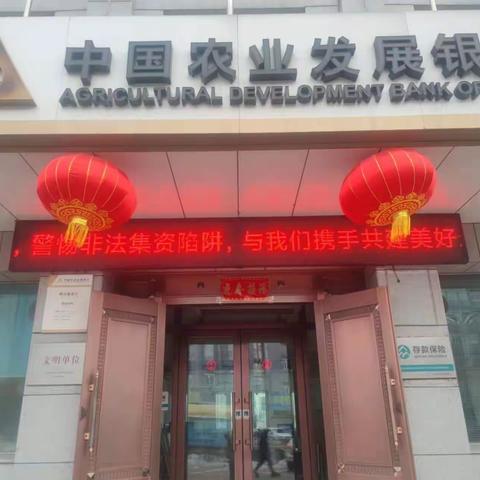 中国农业发展银
AGRICULTURAL DEVELOPMENT BANK OF
，警惕非法集资陷阱，与我们携手共建美好
文明单位
存款保险